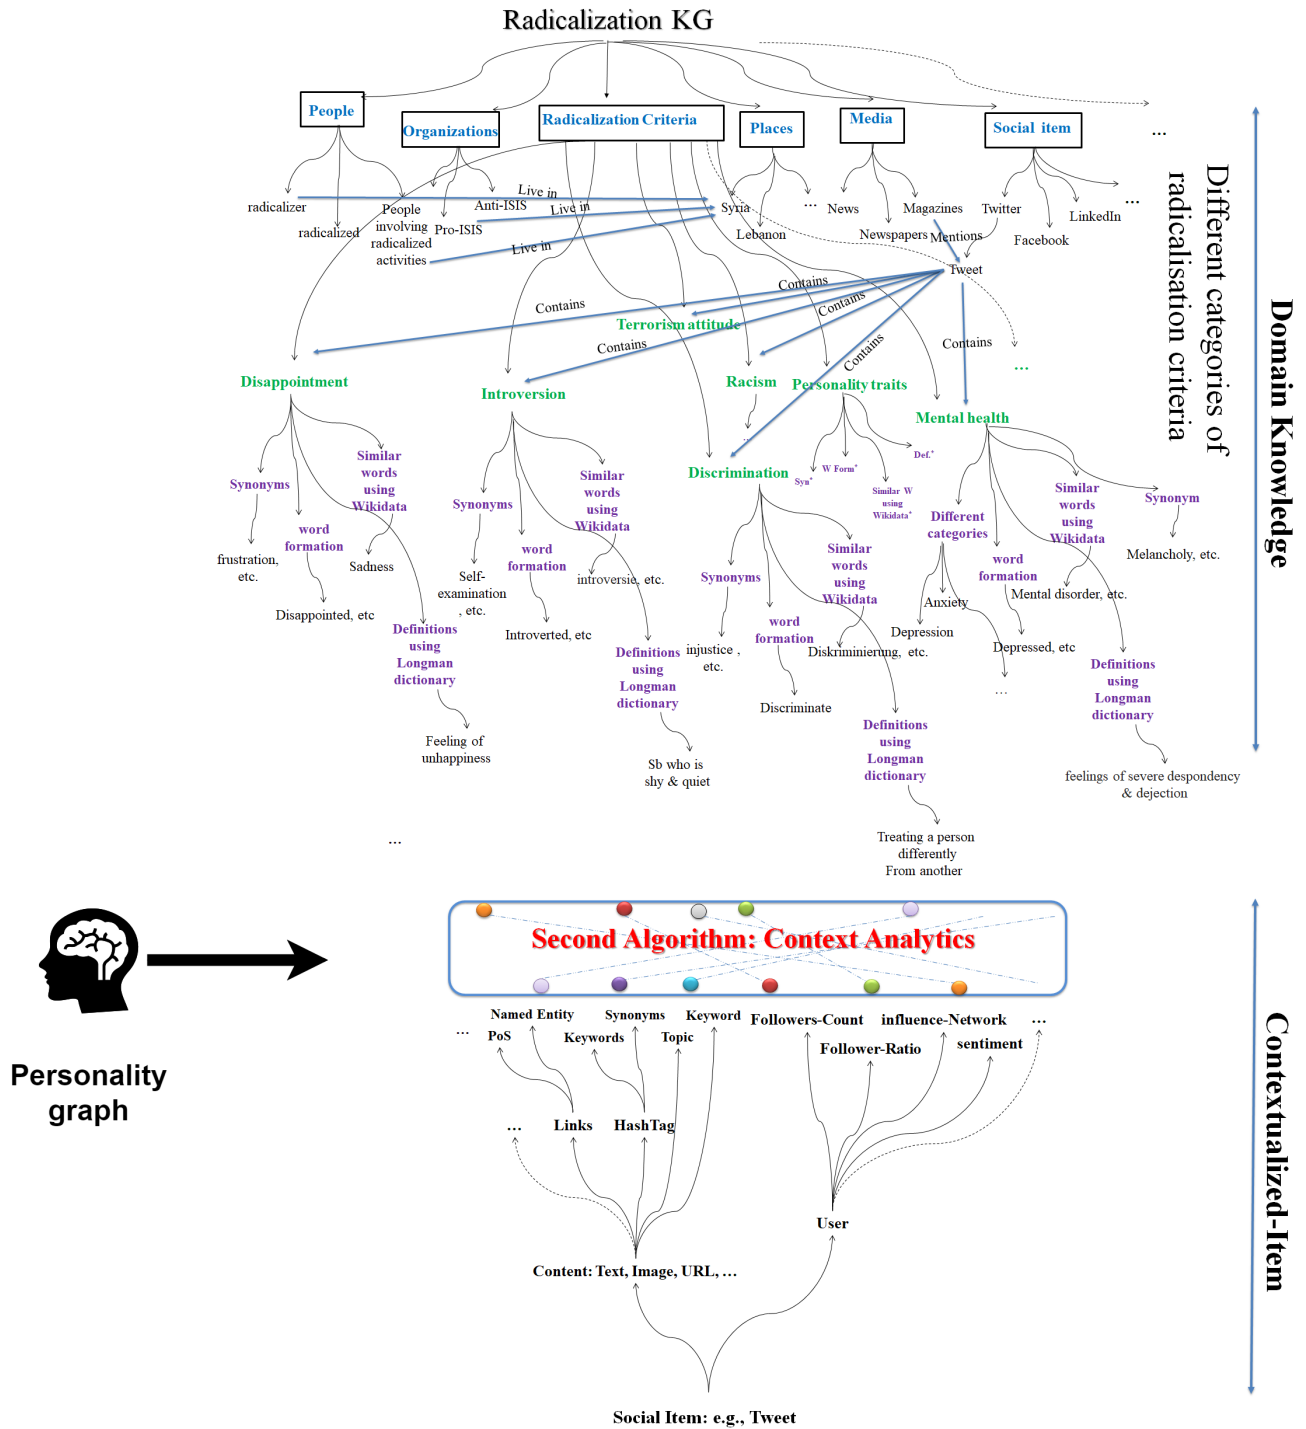 Radicalization KG
People
Organizations
Radicalization Criteria
Places
Media
Social item
...
radicalizer
radicalized
People
involving
radicalized
activities
Pro-ISIS
Anti-ISIS
Live in
Live in
Live in
Syria
Lebanon
...
News
Newspapers
Magazines
Mentions
Twitter
Facebook
LinkedIn
...
Tweet
Different categories of
radicalisation criteria
Domain Knowledge
Contains
Contains
Contains
Contains
Contains
Contains
Terrorism attitude
Disappointment
Introversion
Racism
...
Personality traits
Mental health
...
Discrimination
Synonyms
frustration,
etc.
word
formation
Disappointed, etc
Similar
words
using
Wikidata
Sadness
Definitions
using
Longman
dictionary
Feeling of
unhappiness
Synonyms
Self-
examination
, etc.
word
formation
Introverted, etc
Similar
words
using
Wikidata
introversie, etc.
Definitions
using
Longman
dictionary
Sb who is
shy & quiet
Syn*
W Form*
Similar W
using
Wikidata*
Def.*
Synonyms
injustice ,
etc.
word
formation
Discriminate
Similar
words
using
Wikidata
Diskriminierung, etc.
Definitions
using
Longman
dictionary
Treating a person
differently
From another
Different
categories
Anxiety
Depression
...
word
formation
Depressed, etc
Similar
words
using
Wikidata
Mental disorder, etc.
Synonym
Melancholy, etc.
Definitions
using
Longman
dictionary
feelings of severe despondency
& dejection
...
Second Algorithm: Context Analytics
Personality
graph
Contextualized-Item
...
PoS
Named Entity
Keywords
Synonyms
Topic
Keyword
Followers-Count
Follower-Ratio
influence-Network
sentiment
...
...
Links
HashTag
User
Content: Text, Image, URL, ...
Social Item: e.g., Tweet